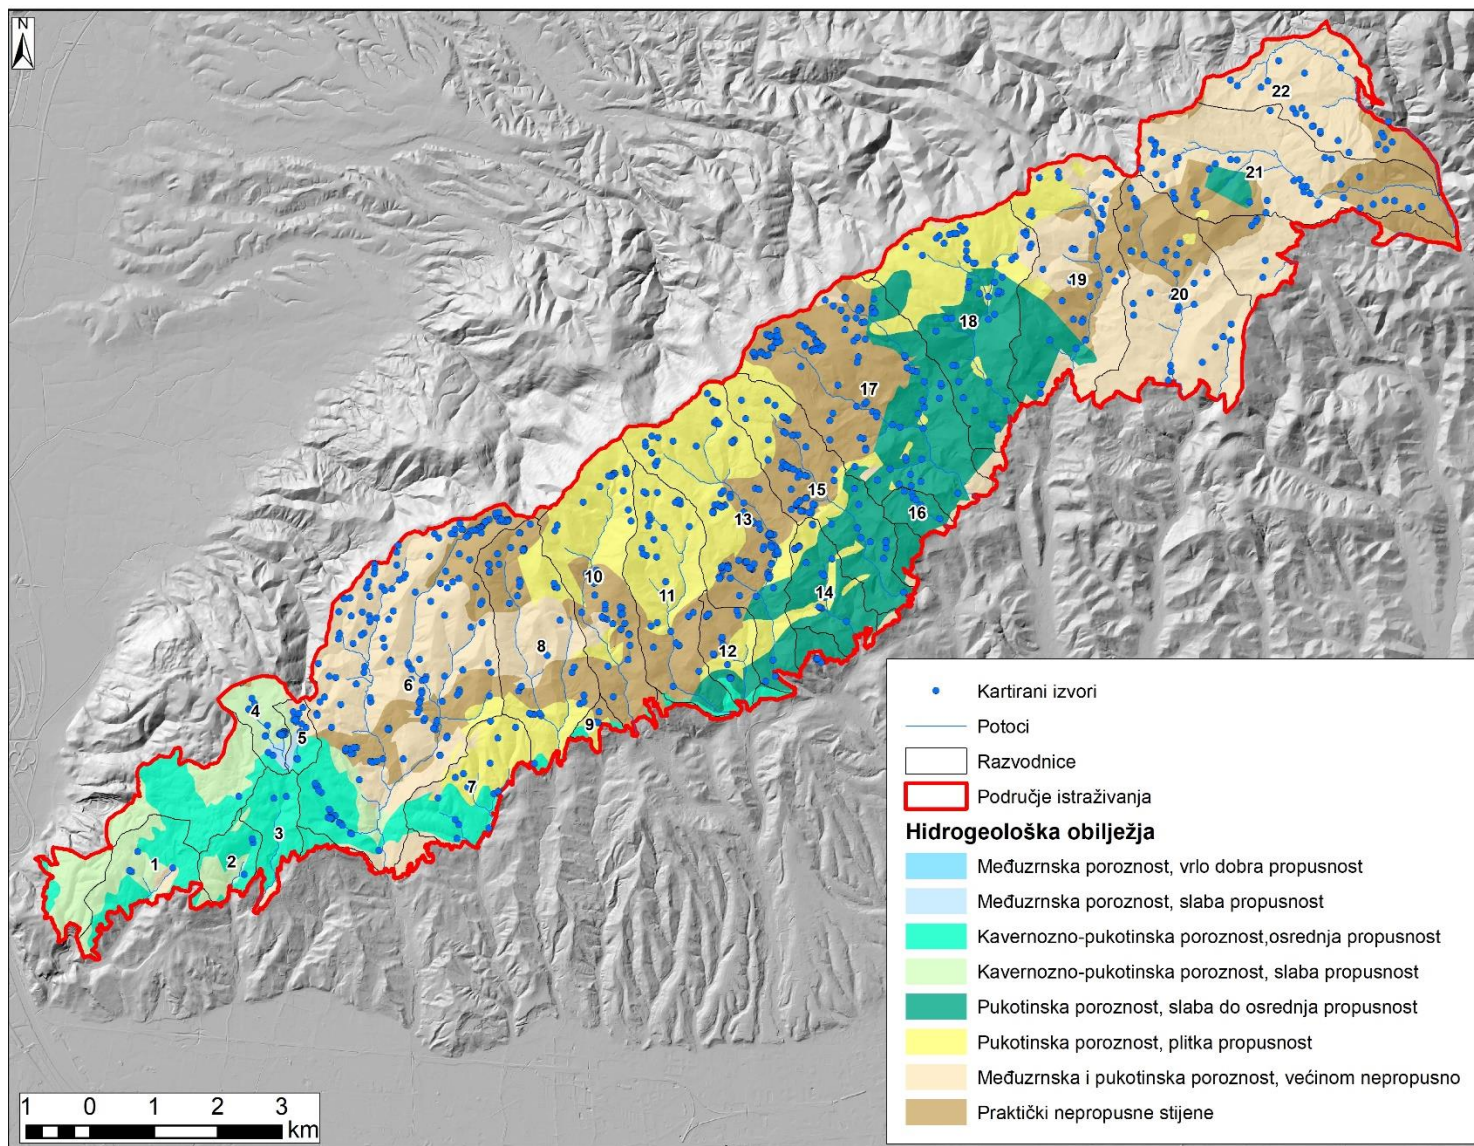 N
22
21
19
20
18
17
15
16
13
10
11
14
8
12
6
4
5
9
7
3
1
2
Kartirani izvori
Potoci
Razvodnice
Područje istraživanja
Hidrogeološka obilježja
Međuzrnska poroznost, vrlo dobra propusnost
Međuzrnska poroznost, slaba propusnost
Kavernozno-pukotinska poroznost,osrednja propusnost
Kavernozno-pukotinska poroznost, slaba propusnost
Pukotinska poroznost, slaba do osrednja propusnost
Pukotinska poroznost, plitka propusnost
Međuzrnska i pukotinska poroznost, većinom nepropusno
Praktički nepropusne stijene
1 0 1 2 3
km